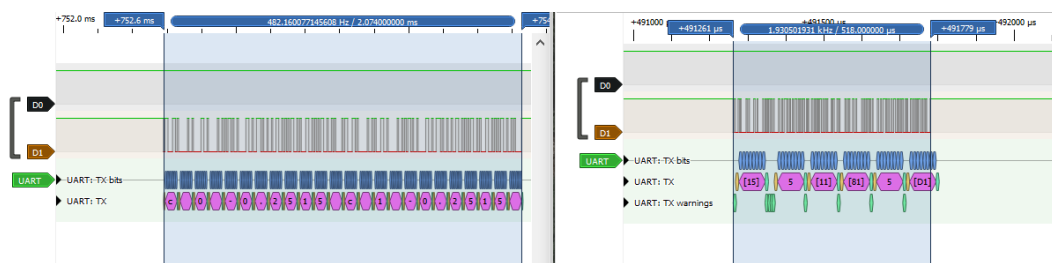 +752.0 ms
+752.6 ms
482.160077145608 Hz / 2.074000000 ms
D0
D1
UART
UART: TX bits
UART: TX
c 0 - 0 . 2 5 1 5 c 1 - 0 . 2 5 1 5
+491261 µs
+491500 µs
1.930501931 kHz / 518.000000 µs
+491779 µs
+492000 µs
D0
D1
UART
UART: TX bits
UART: TX
[15] 5 [11] [81] 5 [D1]
UART: TX warnings